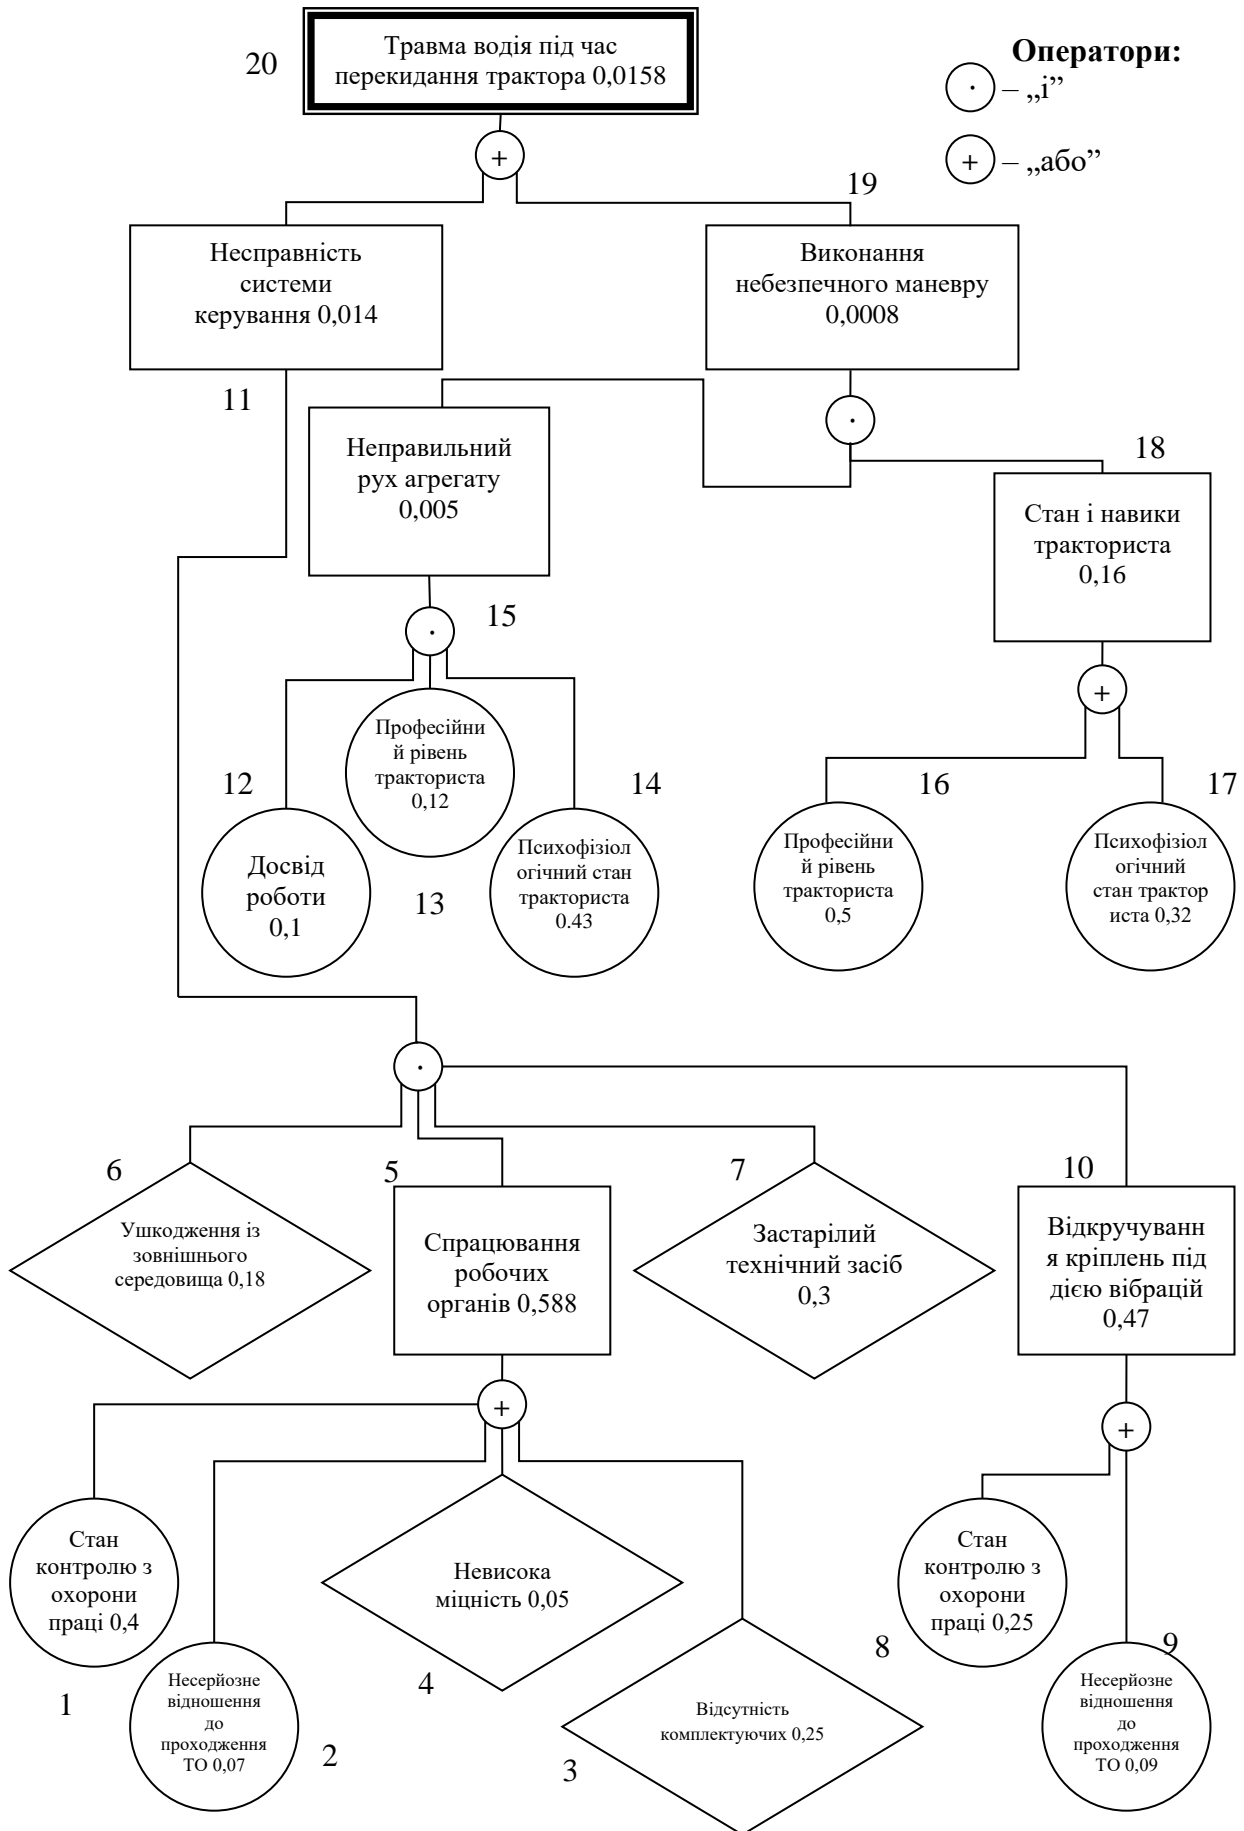 20
Травма водія під час
перекидання трактора 0,0158
Оператори:
· – „і”
+ – „або”
+
19
Несправність
системи
керування 0,014
Виконання
небезпечного маневру
0,0008
11
·
Неправильний
рух агрегату
0,005
18
Стан і навики
тракториста
0,16
15
·
+
12
Досвід
роботи
0,1
Професійни
й рівень
тракториста
0,12
13
14
Психофізіол
огічний стан
тракториста
0.43
16
Професійни
й рівень
тракториста
0,5
17
Психофізіол
огічний
стан трактор
иста 0,32
·
6
Ушкодження із
зовнішнього
середовища 0,18
5
Спрацювання
робочих
органів 0,588
7
Застарілий
технічний засіб
0,3
10
Відкручуванн
я кріплень під
дією вібрацій
0,47
+
+
Стан
контролю з
охорони
праці 0,4
1
Несерйозне
відношення
до
проходження
ТО 0,07
2
Невисока
міцність 0,05
4
Відсутність
комплектуючих 0,25
3
Стан
контролю з
охорони
праці 0,25
8
9
Несерйозне
відношення
до
проходження
ТО 0,09